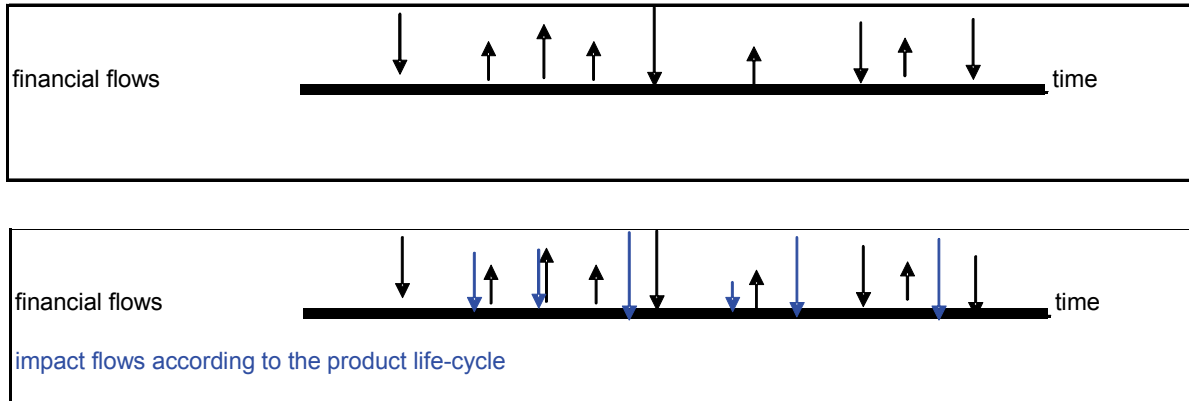 financial flows
time
financial flows
time
impact flows according to the product life-cycle